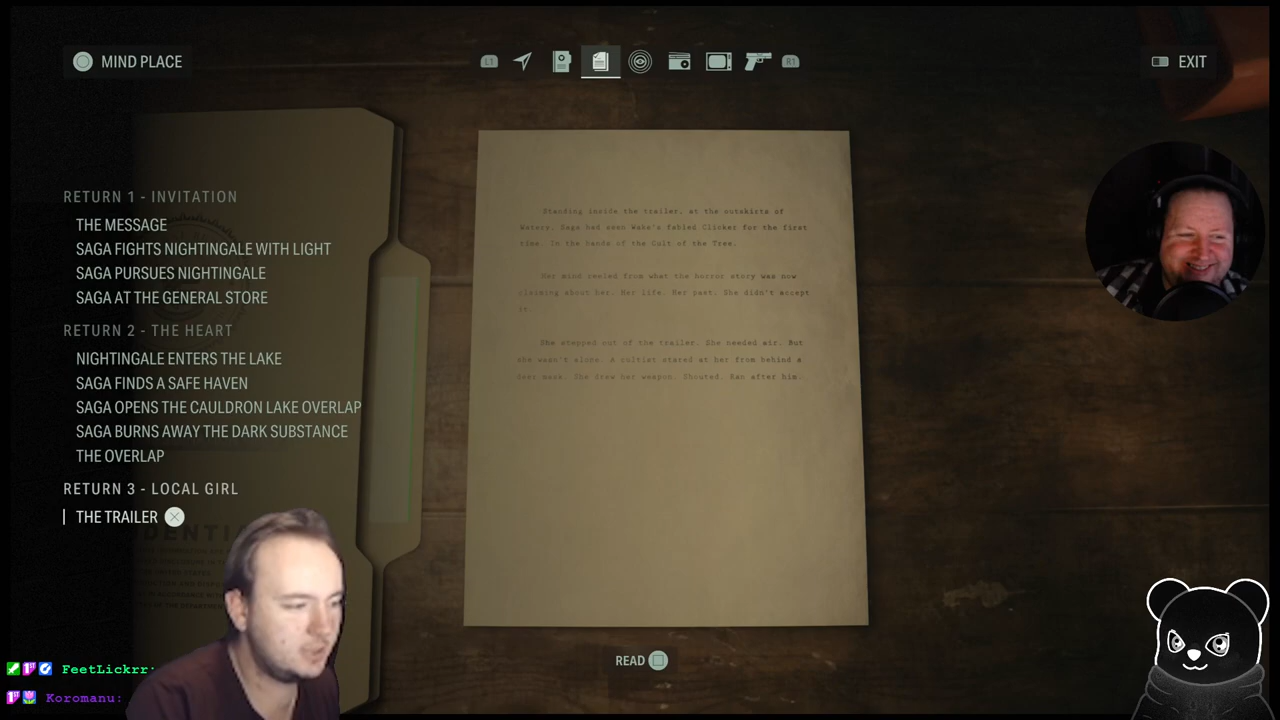 MIND PLACE
L1
R1
EXIT
RETURN 1 - INVITATION
THE MESSAGE
SAGA FIGHTS NIGHTINGALE WITH LIGHT
SAGA PURSUES NIGHTINGALE
SAGA AT THE GENERAL STORE
RETURN 2 - THE HEART
NIGHTINGALE ENTERS THE LAKE
SAGA FINDS A SAFE HAVEN
SAGA OPENS THE CAULDRON LAKE OVERLAP
SAGA BURNS AWAY THE DARK SUBSTANCE
THE OVERLAP
RETURN 3 - LOCAL GIRL
THE TRAILER
Standing inside the trailer, at the outskirts of
Watery, Saga had seen Wake's fabled Clicker for the first
time. In the hands of the Cult of the Tree.
Her mind reeled from what the horror story was now
claiming about her. Her life. Her past. She didn't accept
it.
She stepped out of the trailer. She needed air. But
she wasn't alone. A cultist stared at her from behind a
deer mask. She drew her weapon. Shouted. Ran after him.
READ
FeetLickrr:
Koromanu: